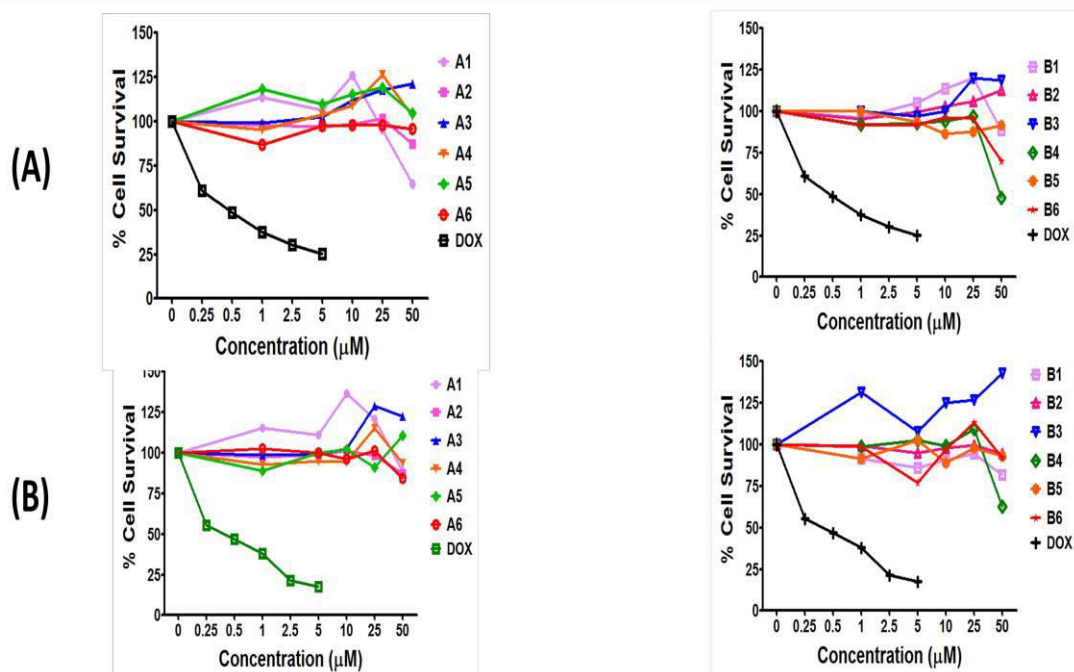 (A)
% Cell Survival
150
125
100
75
50
25
0
0 0.25 0.5 1 2.5 5 10 25 50
Concentration (μM)
A1
A2
A3
A4
A5
A6
DOX
% Cell Survival
150
125
100
75
50
25
0
0 0.25 0.5 1 2.5 5 10 25 50
Concentration (μM)
B1
B2
B3
B4
B5
B6
DOX
(B)
% Cell Survival
150
125
100
75
50
25
0
0 0.25 0.5 1 2.5 5 10 25 50
Concentration (μM)
A1
A2
A3
A4
A5
A6
DOX
% Cell Survival
150
125
100
75
50
25
0
0 0.25 0.5 1 2.5 5 10 25 50
Concentration (μM)
B1
B2
B3
B4
B5
B6
DOX